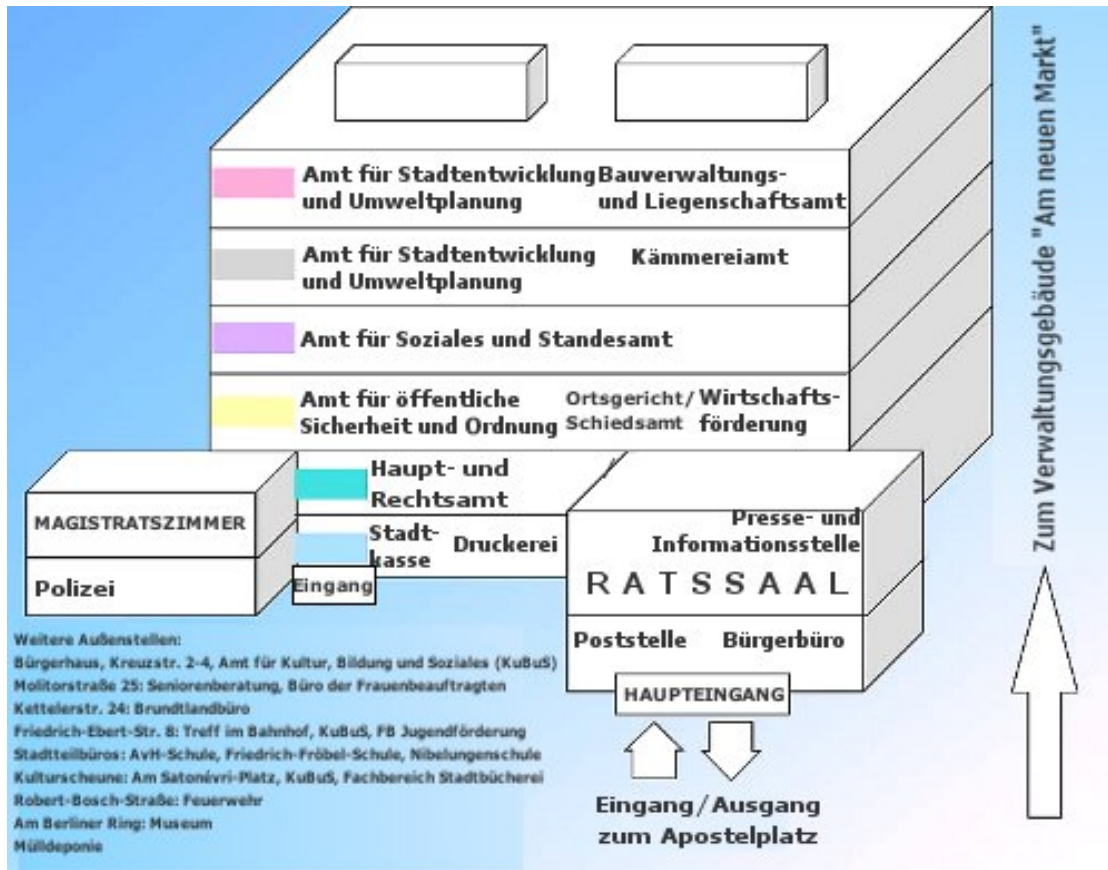 Amt für Stadtentwicklung
und Umweltplanung
Bauverwaltungs-
und Liegenschaftsamt
Amt für Stadtentwicklung
und Umweltplanung
Kämmereiamt
Amt für Soziales und Standesamt
Amt für öffentliche
Sicherheit und Ordnung
Ortsgericht/
Schiedsamt
Wirtschafts-
förderung
Haupt- und
Rechtsamt
MAGISTRATSZIMMER
Stadt-
kasse
Druckerei
Presse- und
Informationsstelle
RATSSAAL
Polizei
Eingang
Poststelle
Bürgerbüro
HAUPTEINGANG
Eingang/Ausgang
zum Apostelplatz
Zum Verwaltungsgebäude "Am neuen Markt"
Weitere Außenstellen:
Bürgerhaus, Kreuzstr. 2-4, Amt für Kultur, Bildung und Soziales (KuBuS)
Molitorstraße 25: Seniorenberatung, Büro der Frauenbeauftragten
Kettelerstr. 24: Brundtlandbüro
Friedrich-Ebert-Str. 8: Treff im Bahnhof, KuBuS, FB Jugendförderung
Stadtteilbüros: AvH-Schule, Friedrich-Fröbel-Schule, Nibelungenschule
Kulturscheune: Am Satonévri-Platz, KuBuS, Fachbereich Stadtbücherei
Robert-Bosch-Straße: Feuerwehr
Am Berliner Ring: Museum
Mülldeponie